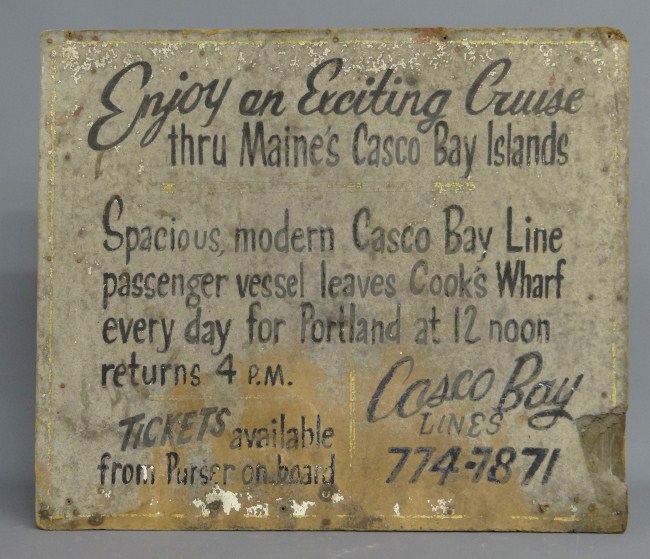 Enjoy an Exciting Cruise
thru Maine's Casco Bay Islands
Spacious, modern Casco Bay Line
passenger vessel leaves Cook's Wharf
every day for Portland at 12 noon
returns 4 P.M.
TICKETS available
from Purser on board
Casco Bay
LINES
774-7871